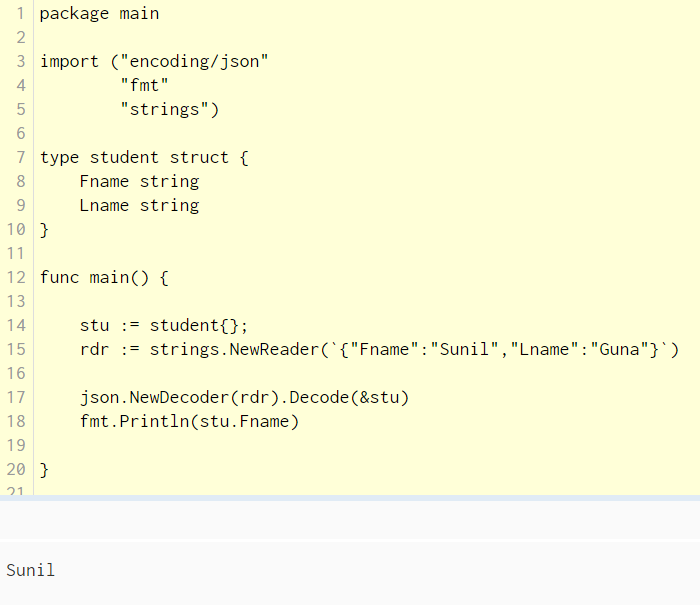 1 package main
2
3 import ("encoding/json"
4         "fmt"
5         "strings")
6
7 type student struct {
8     Fname string
9     Lname string
10 }
11
12 func main() {
13
14     stu := student{};
15     rdr := strings.NewReader(`{"Fname":"Sunil","Lname":"Guna"}`)
16
17     json.NewDecoder(rdr).Decode(&stu)
18     fmt.Println(stu.Fname)
19
20 }
21
Sunil